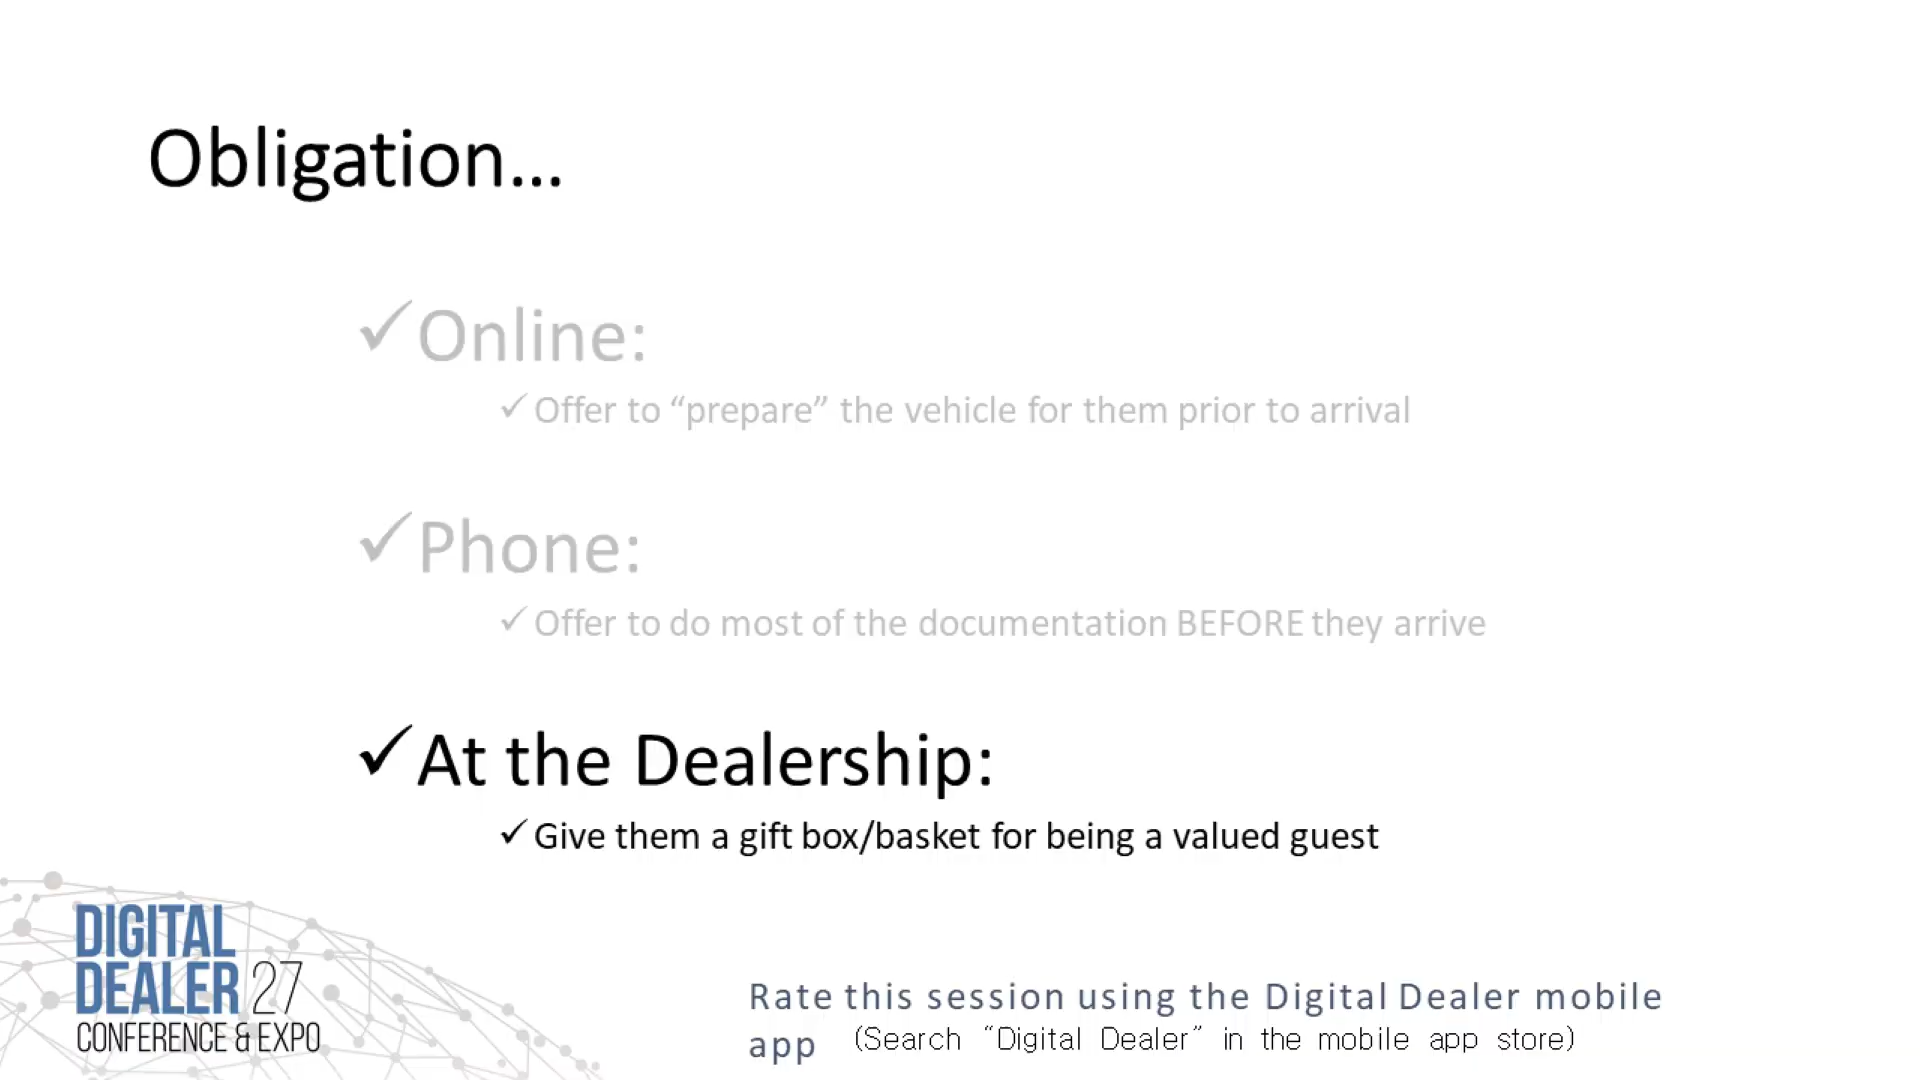 Obligation...
✓Online:
✓Offer to “prepare” the vehicle for them prior to arrival
✓Phone:
✓Offer to do most of the documentation BEFORE they arrive
✓At the Dealership:
✓Give them a gift box/basket for being a valued guest
DIGITAL
DEALER 27
CONFERENCE & EXPO
Rate this session using the Digital Dealer mobile
app (Search “Digital Dealer” in the mobile app store)